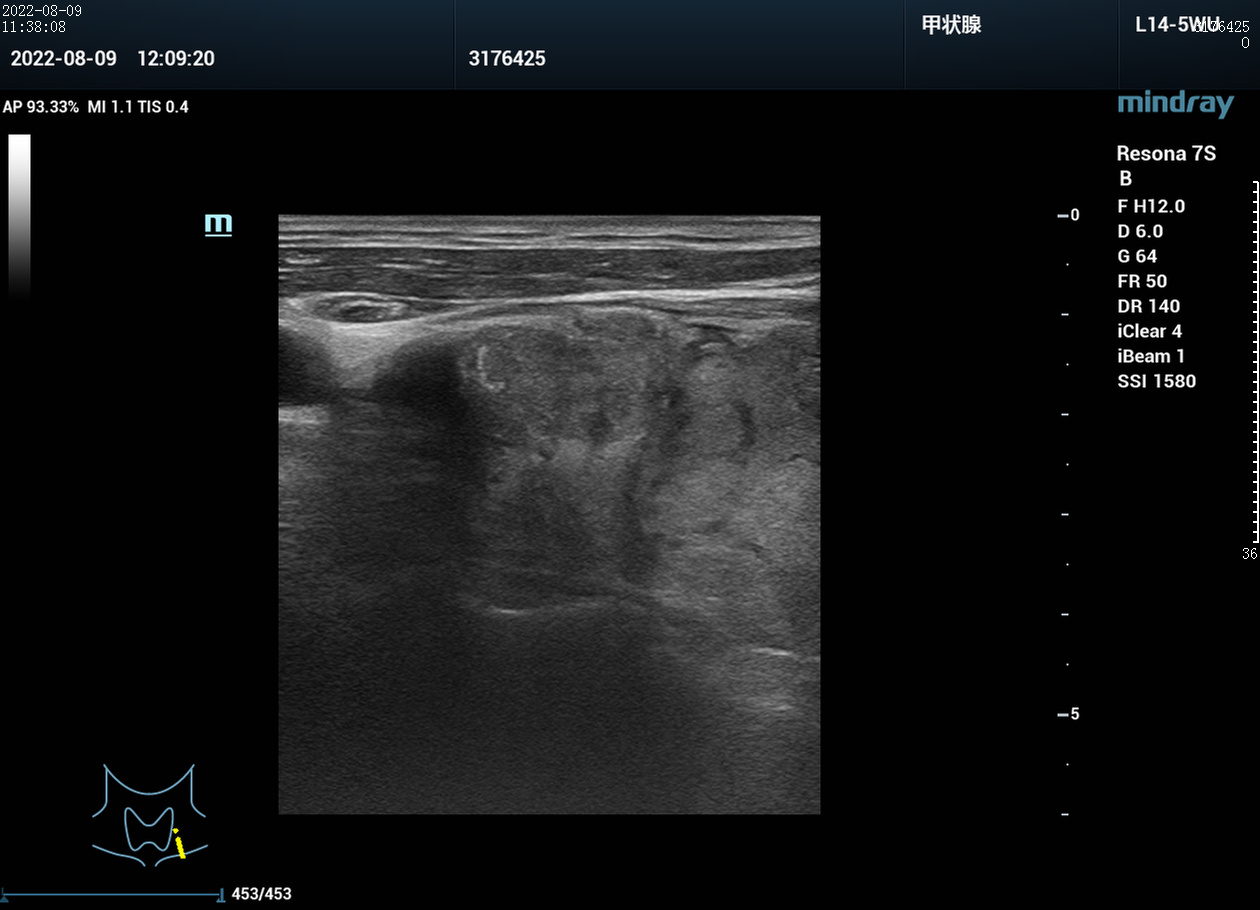 2022-08-09
11:38:08
甲状腺
L14-5WU
3176425
0
2022-08-09 12:09:20
3176425
AP 93.33% MI 1.1 TIS 0.4
mindray
Resona 7S
B
F H12.0
D 6.0
G 64
FR 50
DR 140
iClear 4
iBeam 1
SSI 1580
m
0
5
36
453/453